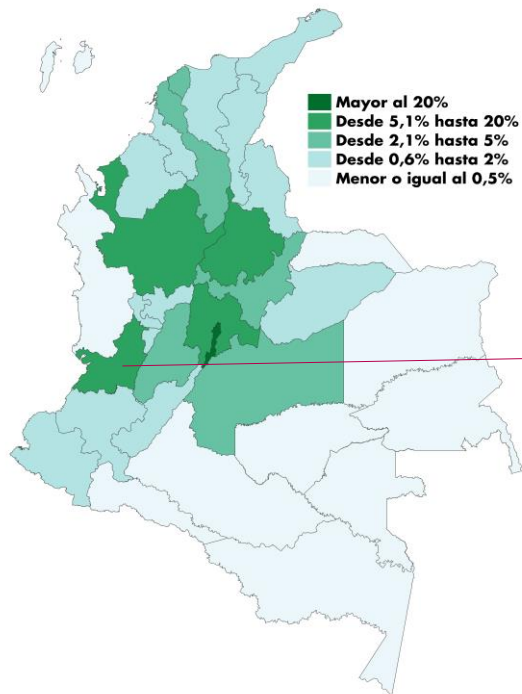 Mayor al 20%
Desde 5,1% hasta 20%
Desde 2,1% hasta 5%
Desde 0,6% hasta 2%
Menor o igual al 0,5%